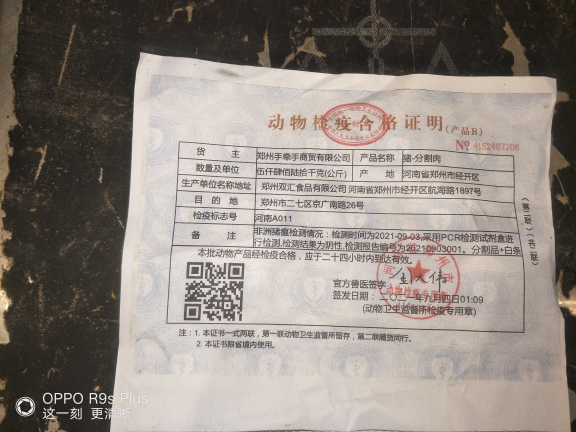 动物检疫合格证明(产品B)
№ 4152407208
货主 郑州手牵手商贸有限公司 产品名称 猪·分割肉
数量及单位 伍仟肆佰陆拾千克(公斤) 产地 河南省郑州市经开区
生产单位名称地址 郑州双汇食品有限公司 河南省郑州市经开区航海路1897号
目的地 郑州市二七区京广南路26号
检疫标志号 河南A011
备注 非洲猪瘟检测情况：检测时间为2021-09-03,采用PCR检测试剂盒进
行检测,检测结果为阴性,检测报告编号为20210903001。分割品+白条
本批动物产品经检疫合格，应于二十四小时内到达有效。
官方兽医签字：
签发日期：二〇二一年九月四日01:09
(动物卫生监督所检疫专用章)
注：1. 本证书一式两联，第一联动物卫生监督所留存，第二联随货同行。
2. 本证书限省境内使用。
OPPO R9s Plus
这一刻 更清晰